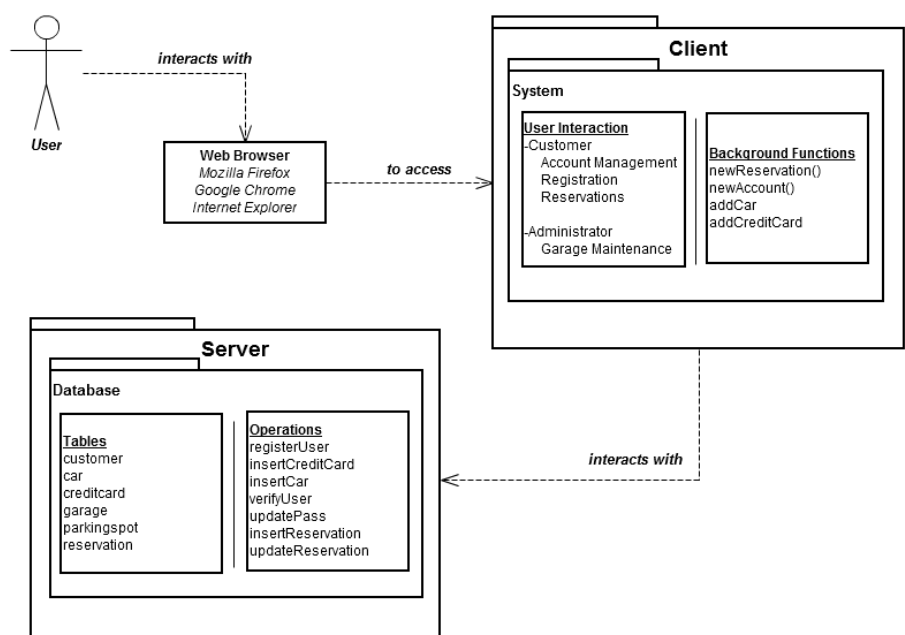 User
interacts with
Web Browser
Mozilla Firefox
Google Chrome
Internet Explorer
to access
Client
System
User Interaction
-Customer
Account Management
Registration
Reservations
-Administrator
Garage Maintenance
Background Functions
newReservation()
newAccount()
addCar
addCreditCard
interacts with
Server
Database
Tables
customer
car
creditcard
garage
parkingspot
reservation
Operations
registerUser
insertCreditCard
insertCar
verifyUser
updatePass
insertReservation
updateReservation